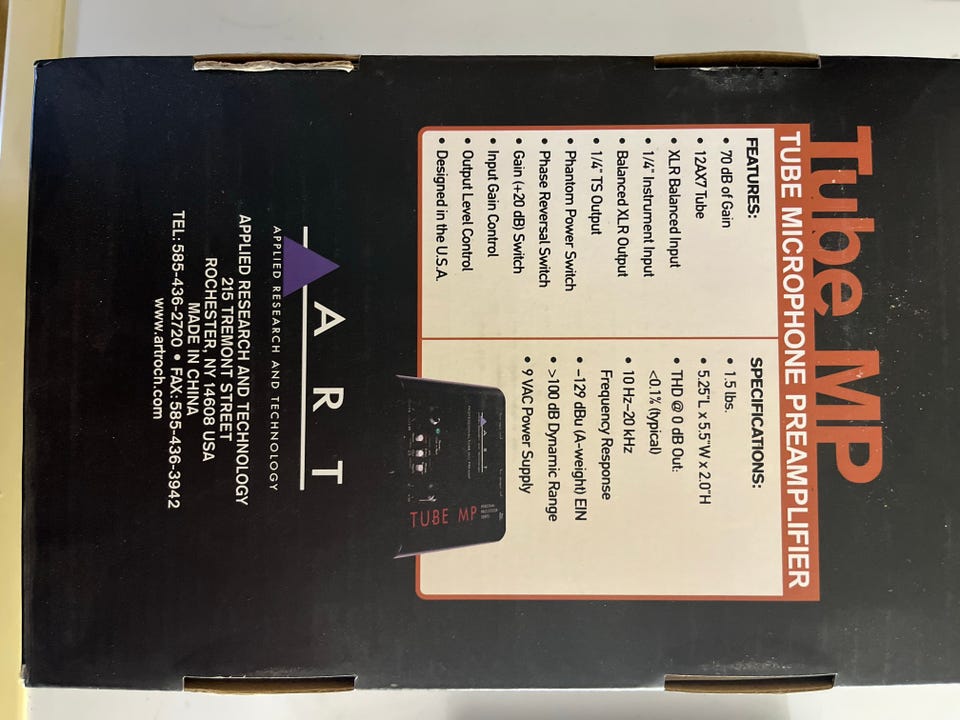 Tube MP
TUBE MICROPHONE PREAMPLIFIER
FEATURES:
• 70 dB of Gain
• 12AX7 Tube
• XLR Balanced Input
• 1/4" Instrument Input
• Balanced XLR Output
• 1/4" TS Output
• Phantom Power Switch
• Phase Reversal Switch
• Gain (+20 dB) Switch
• Input Gain Control
• Output Level Control
• Designed in the U.S.A.
SPECIFICATIONS:
• 1.5 lbs.
• 5.25"L x 5.5"W x 2.0"H
• THD @ 0 dB Out:
<0.1% (typical)
• 10 Hz–20 kHz
Frequency Response
• –129 dBu (A-weight) EIN
• >100 dB Dynamic Range
• 9 VAC Power Supply
ART
TUBE MP
ART
APPLIED RESEARCH AND TECHNOLOGY
APPLIED RESEARCH AND TECHNOLOGY
215 TREMONT STREET
ROCHESTER, NY 14608 USA
MADE IN CHINA
TEL: 585-436-2720 • FAX: 585-436-3942
www.artroch.com